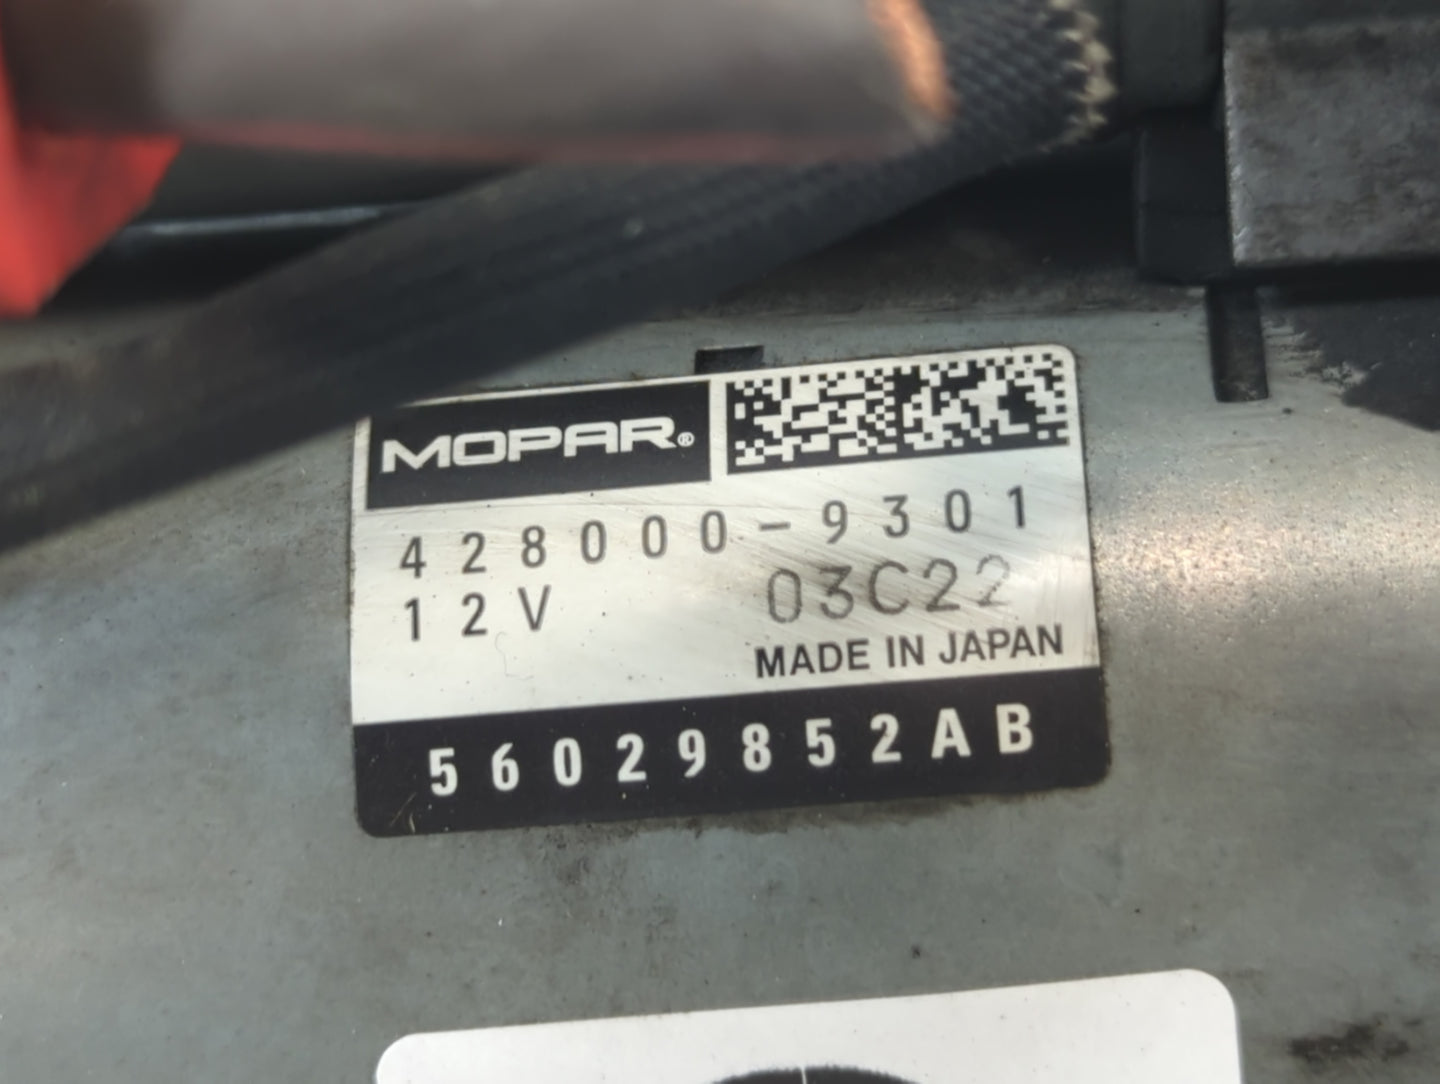 MOPAR®
428000-9301
12V 03C22
MADE IN JAPAN
56029852AB